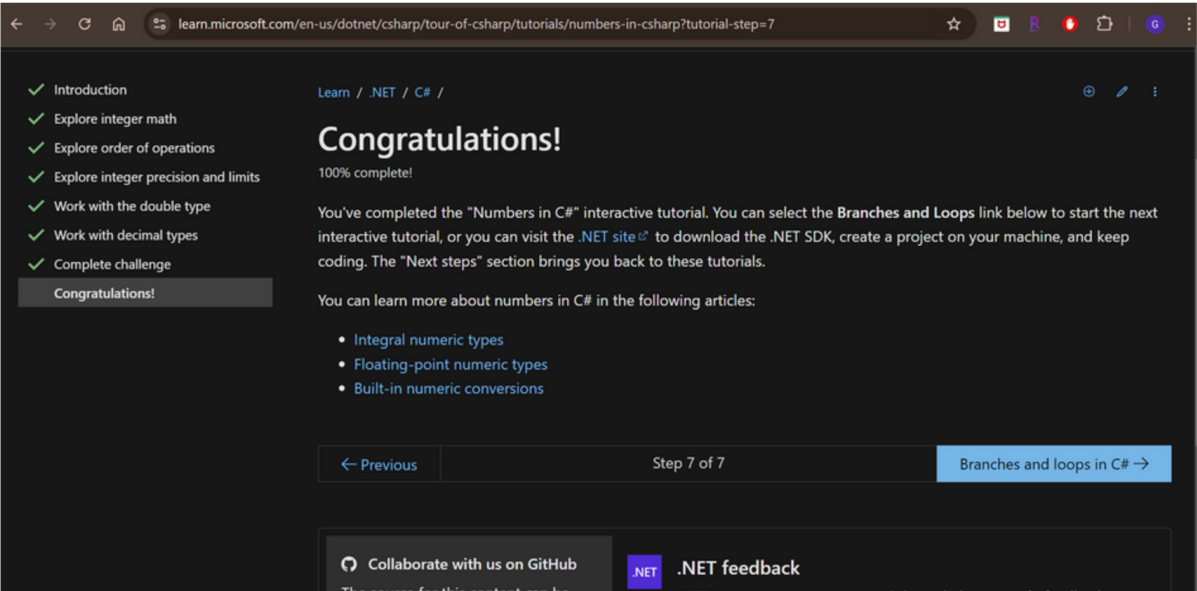 learn.microsoft.com/en-us/dotnet/csharp/tour-of-csharp/tutorials/numbers-in-csharp?tutorial-step=7
G
Introduction
Explore integer math
Explore order of operations
Explore integer precision and limits
Work with the double type
Work with decimal types
Complete challenge
Congratulations!
Learn / .NET / C# /
Congratulations!
100% complete!
You've completed the "Numbers in C#" interactive tutorial. You can select the Branches and Loops link below to start the next
interactive tutorial, or you can visit the .NET site to download the .NET SDK, create a project on your machine, and keep
coding. The "Next steps" section brings you back to these tutorials.
You can learn more about numbers in C# in the following articles:
• Integral numeric types
• Floating-point numeric types
• Built-in numeric conversions
← Previous
Step 7 of 7
Branches and loops in C# →
Collaborate with us on GitHub
The source for this content can be
.NET
.NET feedback